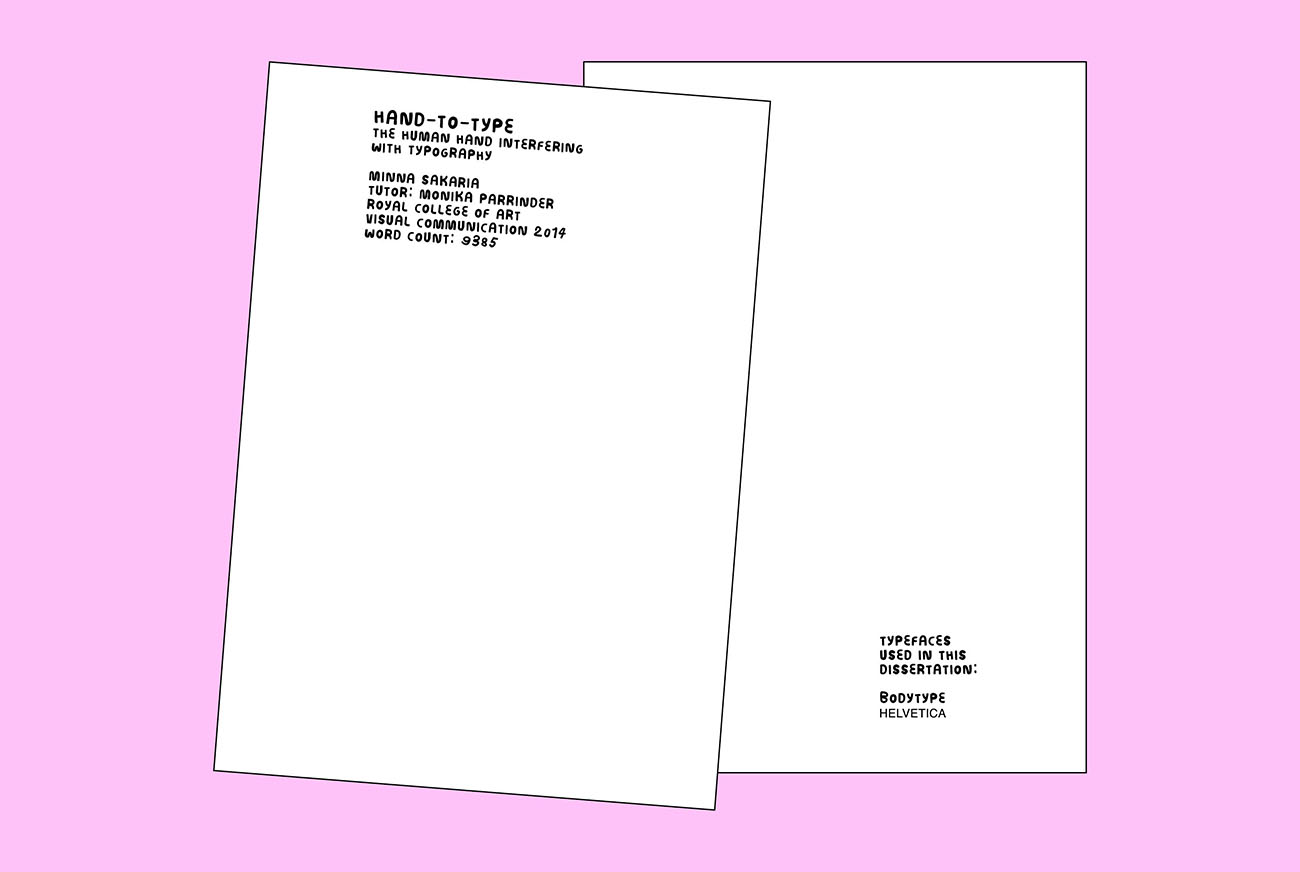 HAND-TO-TYPE
THE HUMAN HAND INTERFERING
WITH TYPOGRAPHY
MINNA SAKARIA
TUTOR: MONIKA PARRINDER
ROYAL COLLEGE OF ART
VISUAL COMMUNICATION 2014
WORD COUNT: 9385
TYPEFACES
USED IN THIS
DISSERTATION:
BODYTYPE
HELVETICA